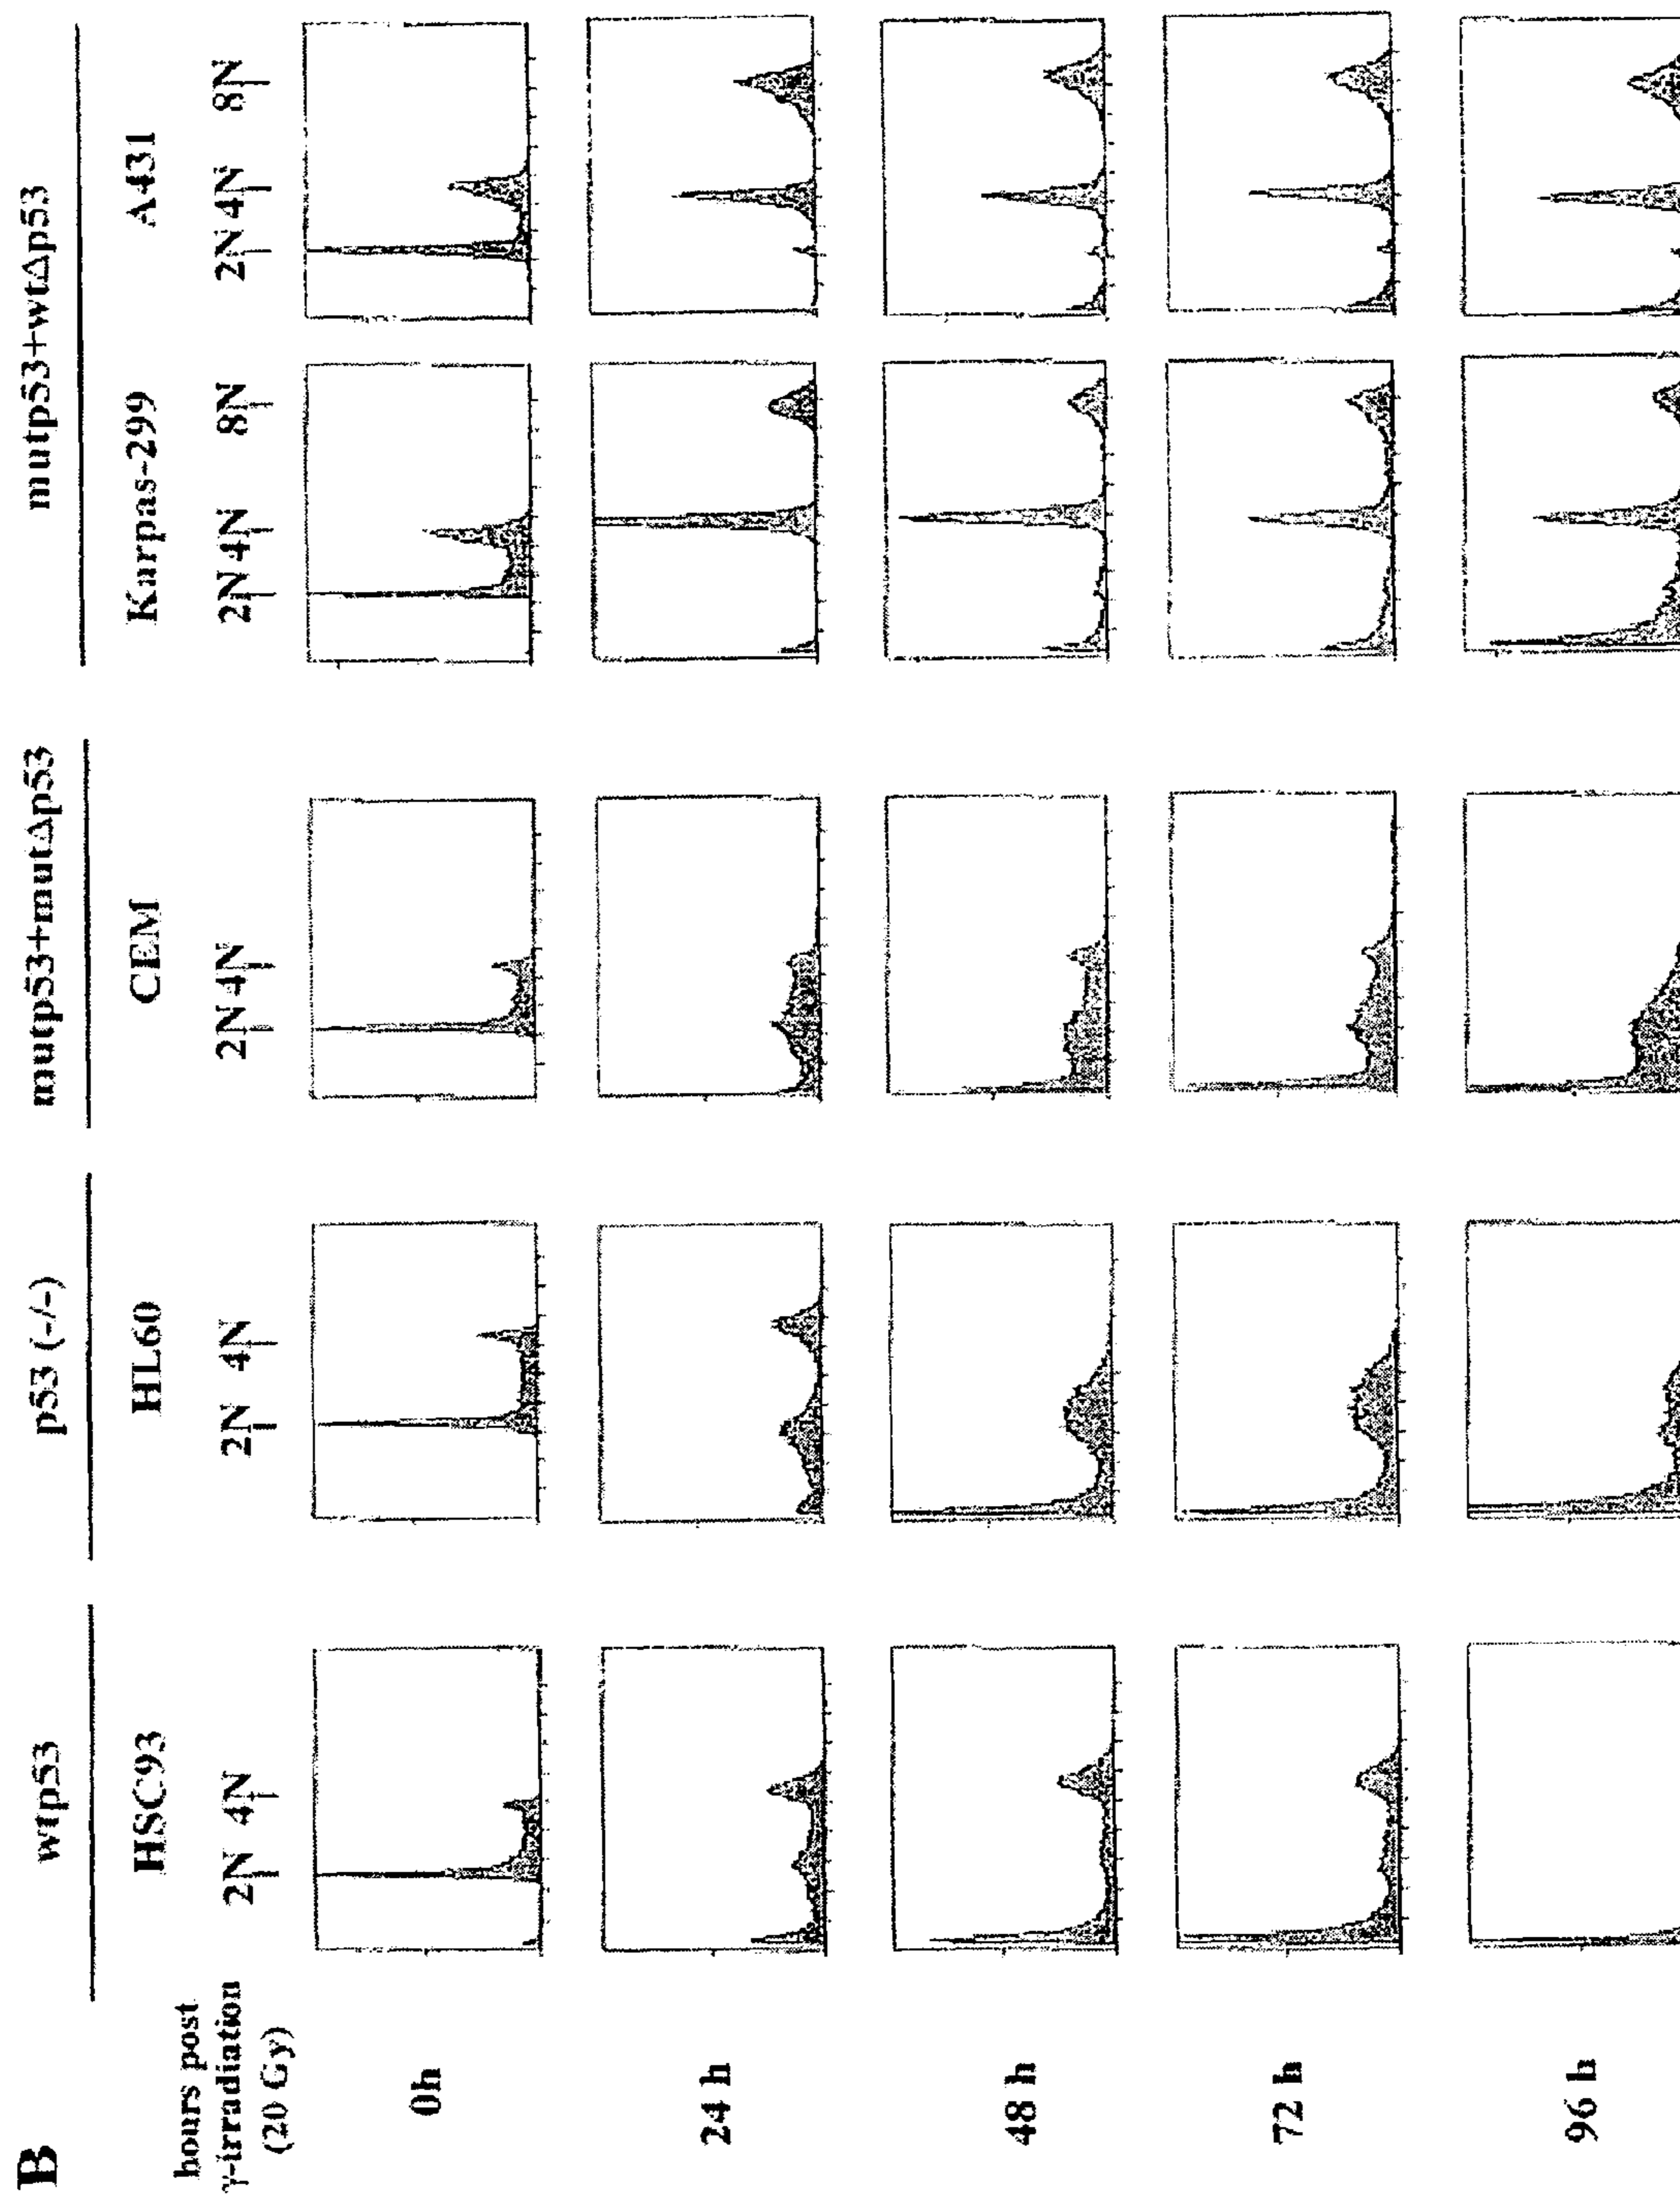 B
wtp53
p53 (-/-)
mutp53+mutΔp53
mutp53+wtΔp53
HSC93
HL60
CEM
Karpas-299
A431
hours post
γ-irradiation
(20 Gy)
2N 4N
2N 4N
2N 4N
2N 4N 8N
2N 4N 8N
0h
24 h
48 h
72 h
96 h